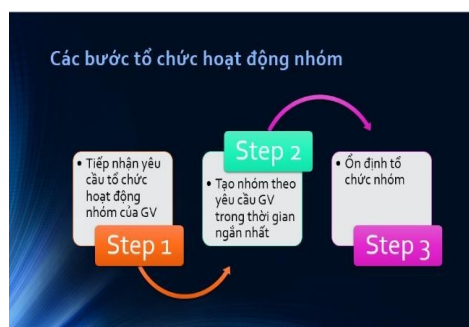 Các bước tổ chức hoạt động nhóm
• Tiếp nhận yêu
cầu tổ chức
hoạt động
nhóm của GV
Step 1
Step 2
• Tạo nhóm theo
yêu cầu GV
trong thời gian
ngắn nhất
• Ổn định tổ
chức nhóm
Step 3